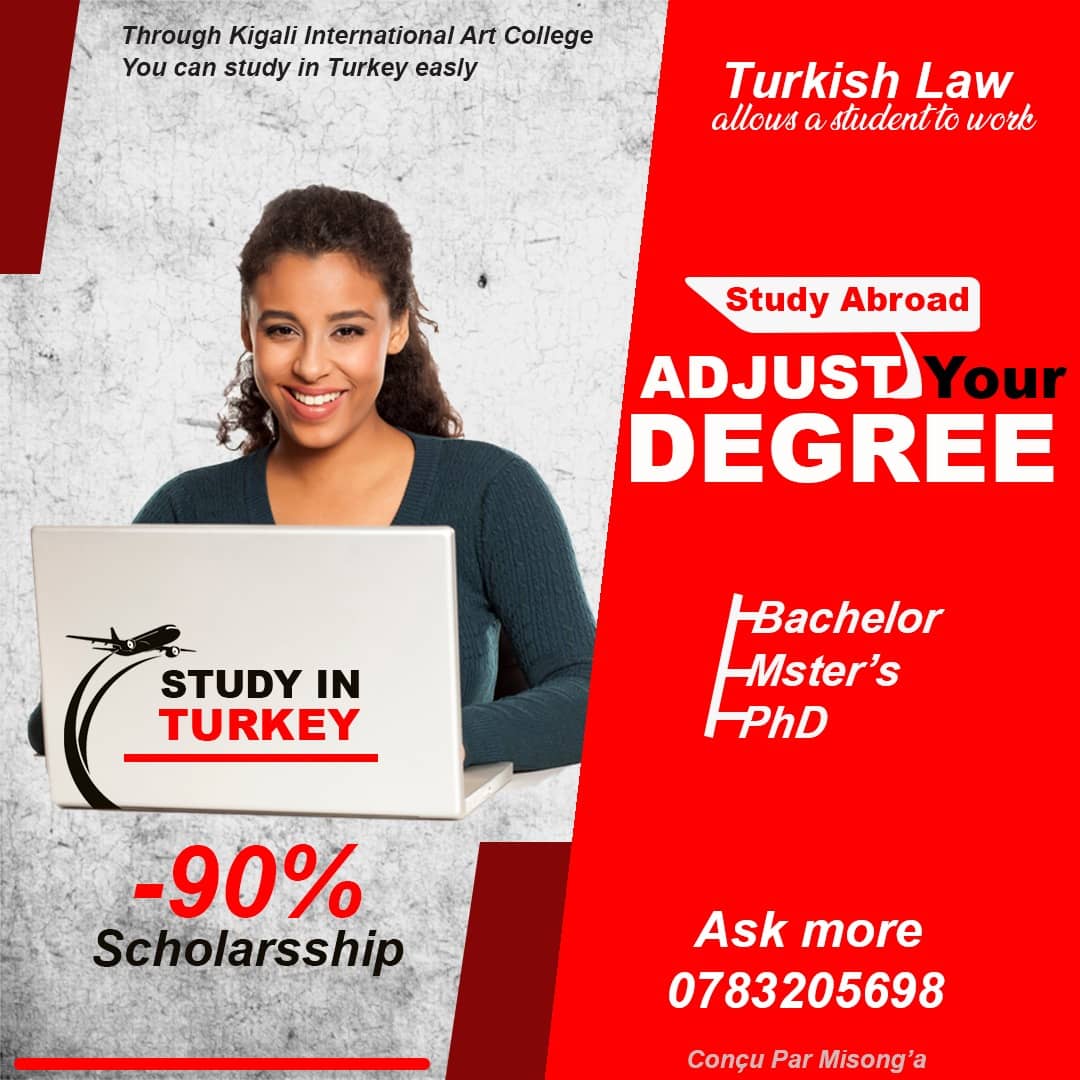 Through Kigali International Art College
You can study in Turkey easly
Turkish Law
allows a student to work
Study Abroad
ADJUST Your
DEGREE
Bachelor
Mster's
PhD
STUDY IN
TURKEY
-90%
Scholarsship
Ask more
0783205698
Conçu Par Misong'a